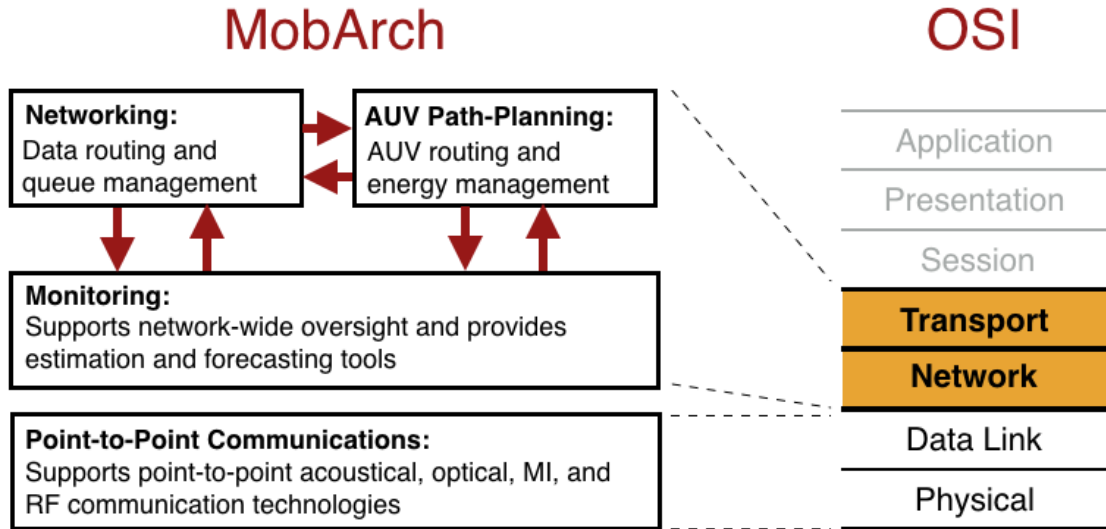 MobArch
OSI
Networking:
Data routing and
queue management
AUV Path-Planning:
AUV routing and
energy management
Monitoring:
Supports network-wide oversight and provides
estimation and forecasting tools
Point-to-Point Communications:
Supports point-to-point acoustical, optical, MI, and
RF communication technologies
Application
Presentation
Session
Transport
Network
Data Link
Physical